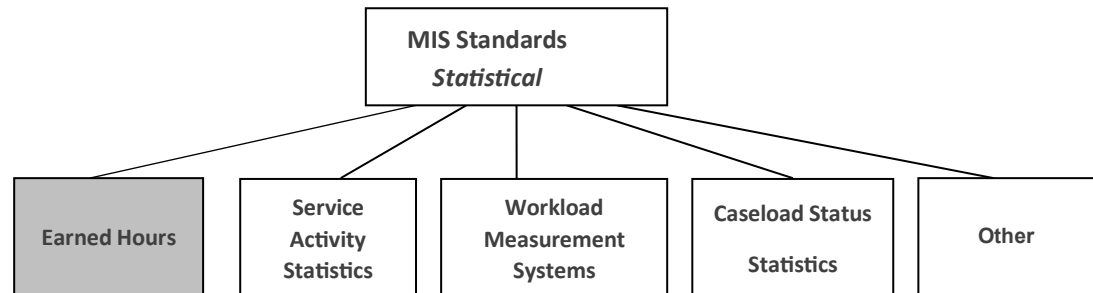 MIS Standards
Statistical
Earned Hours
Service
Activity
Statistics
Workload
Measurement
Systems
Caseload Status
Statistics
Other